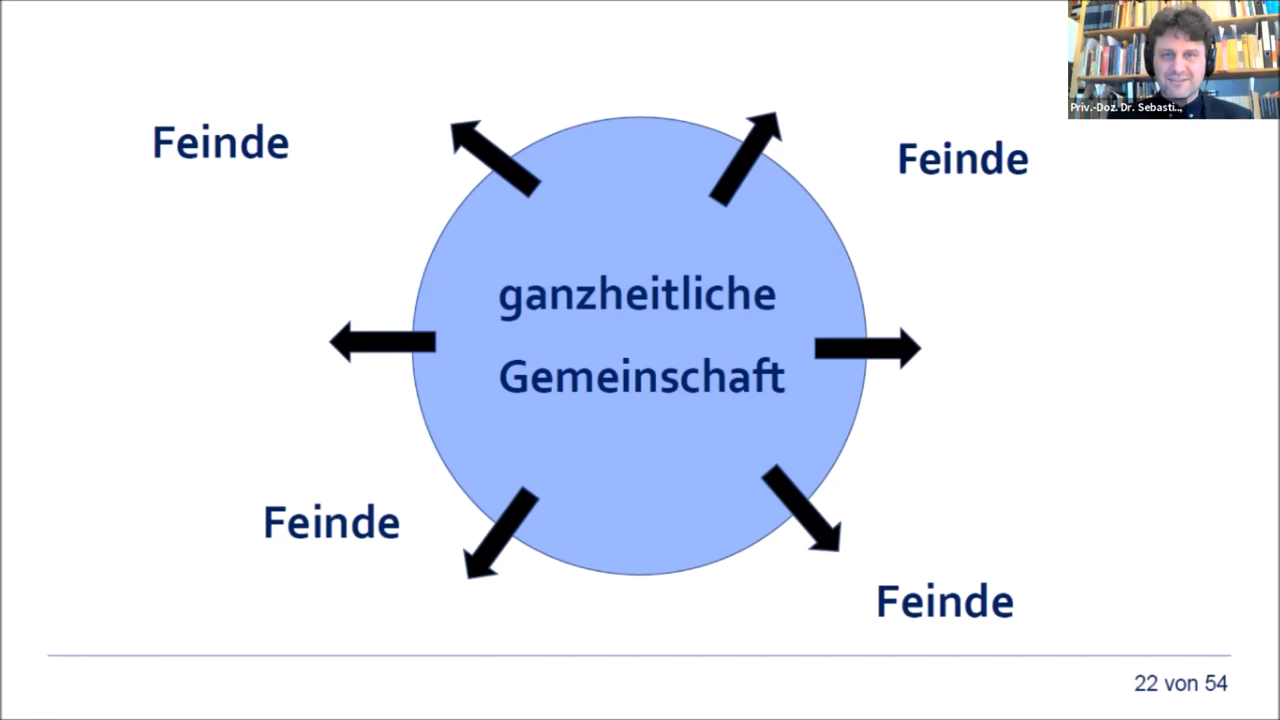 Priv.-Doz. Dr. Sebasti...
Feinde
Feinde
ganzheitliche
Gemeinschaft
Feinde
Feinde
22 von 54